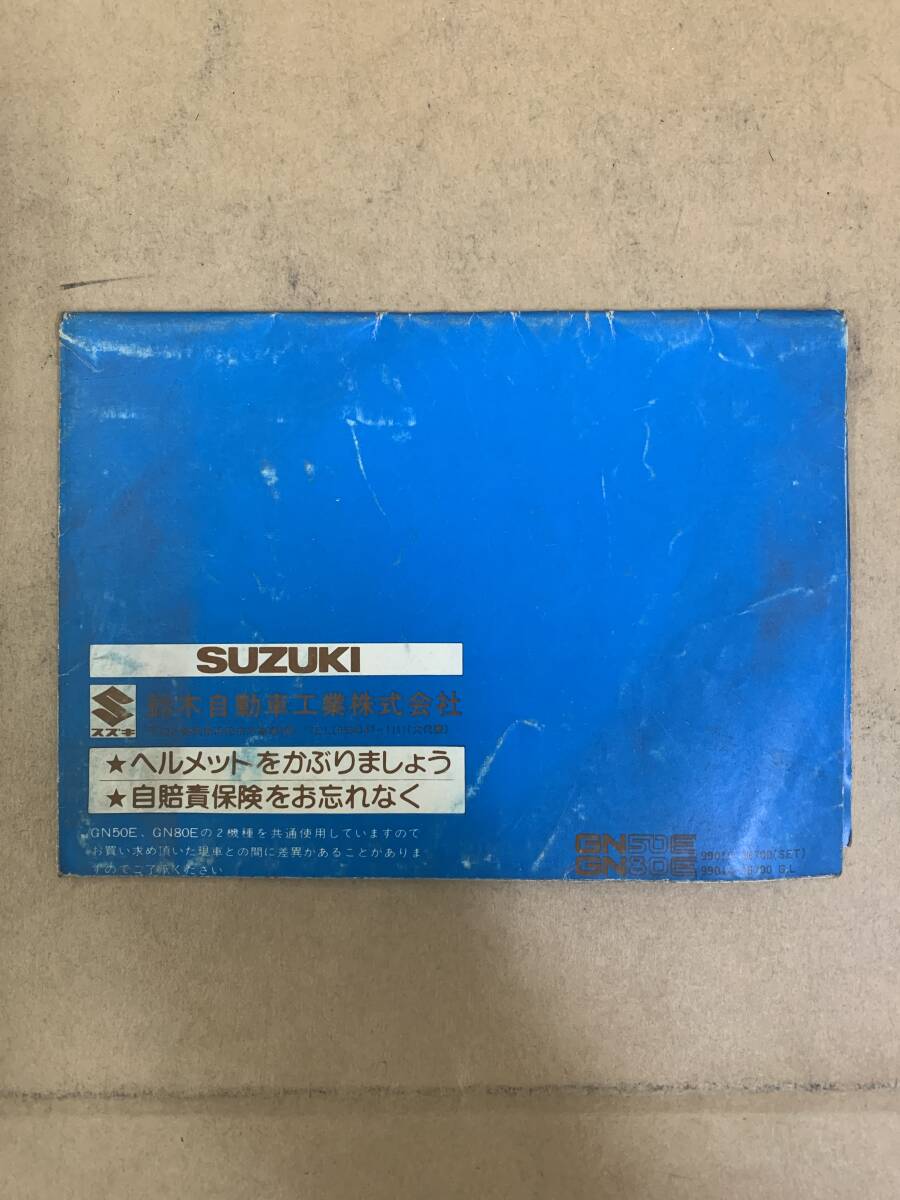 SUZUKI
スズキ
鈴木自動車工業株式会社
★ヘルメットをかぶりましょう
★自賠責保険をお忘れなく
GN50E、GN80Eの2機種を共通使用していますので
お買い求め頂いた現車との間に差異があることがありま
すのでご了承ください
GN50E
(SET)
GN80E